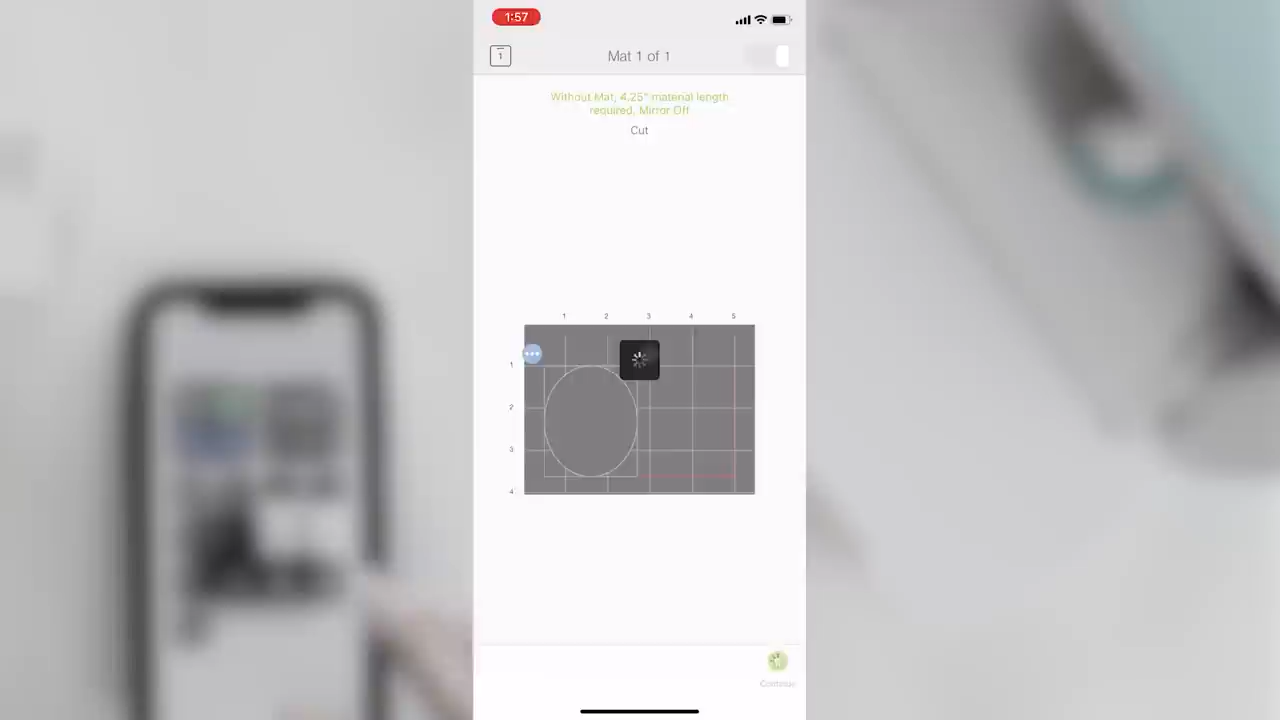 1:57
1
Mat 1 of 1
Without Mat, 4.25" material length
required, Mirror Off
Cut
1 2 3 4 5
1
2
3
4
Continue